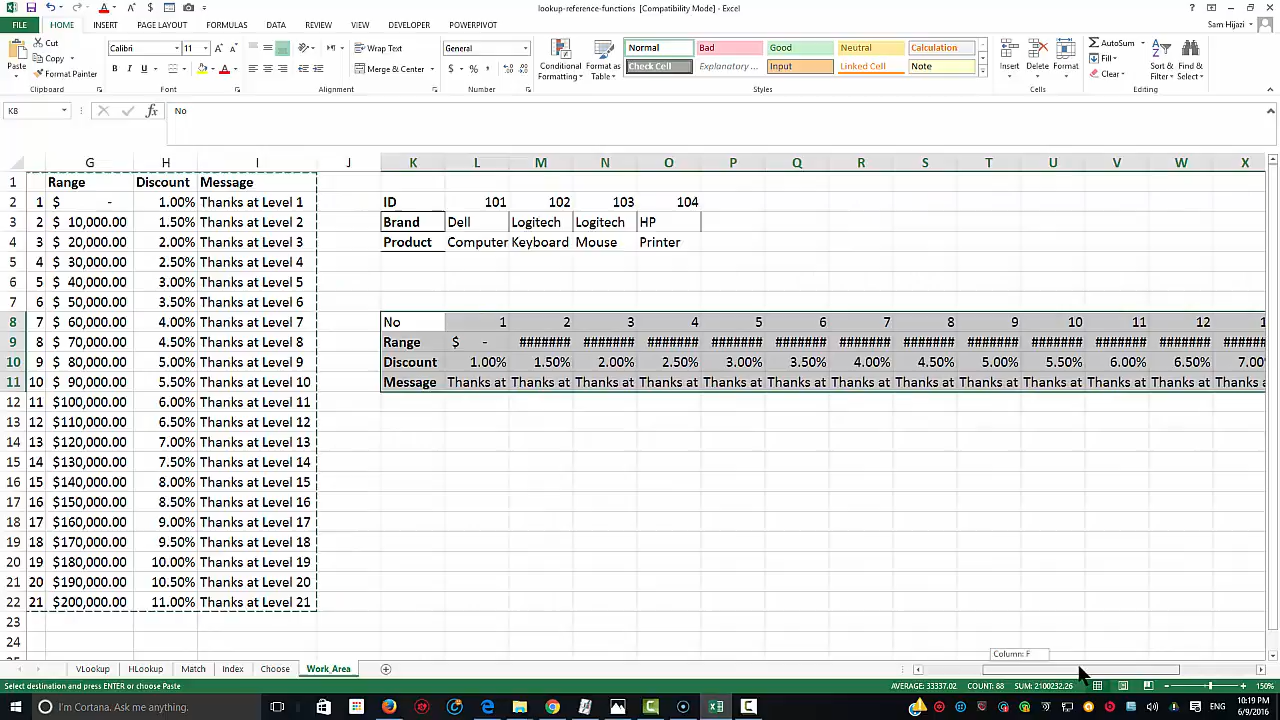 lookup-reference-functions [Compatibility Mode] - Excel
FILE HOME INSERT PAGE LAYOUT FORMULAS DATA REVIEW VIEW DEVELOPER POWERPIVOT Sam Hijazi
Cut
Copy
Format Painter
Paste
Clipboard
Calibri 11
B I U
Font
Wrap Text
Merge & Center
Alignment
General
$ % ,
Number
Conditional Formatting
Format as Table
Normal Bad Good Neutral Calculation
Check Cell Explanatory ... Input Linked Cell Note
Styles
Insert Delete Format
Cells
AutoSum
Fill
Clear
Sort & Filter
Find & Select
Editing
K8 fx No
G H I J K L M N O P Q R S T U V W X
1 Range Discount Message
2 1 $ - 1.00% Thanks at Level 1 ID 101 102 103 104
3 2 $ 10,000.00 1.50% Thanks at Level 2 Brand Dell Logitech Logitech HP
4 3 $ 20,000.00 2.00% Thanks at Level 3 Product Computer Keyboard Mouse Printer
5 4 $ 30,000.00 2.50% Thanks at Level 4
6 5 $ 40,000.00 3.00% Thanks at Level 5
7 6 $ 50,000.00 3.50% Thanks at Level 6
8 7 $ 60,000.00 4.00% Thanks at Level 7 No 1 2 3 4 5 6 7 8 9 10 11 12 1
9 8 $ 70,000.00 4.50% Thanks at Level 8 Range $ - ####### ####### ####### ####### ####### ####### ####### ####### ####### ####### ####### ######
10 9 $ 80,000.00 5.00% Thanks at Level 9 Discount 1.00% 1.50% 2.00% 2.50% 3.00% 3.50% 4.00% 4.50% 5.00% 5.50% 6.00% 6.50% 7.00
11 10 $ 90,000.00 5.50% Thanks at Level 10 Message Thanks at Thanks at Thanks at Thanks at Thanks at Thanks at Thanks at Thanks at Thanks at Thanks at Thanks at Thanks at Thanks
12 11 $100,000.00 6.00% Thanks at Level 11
13 12 $110,000.00 6.50% Thanks at Level 12
14 13 $120,000.00 7.00% Thanks at Level 13
15 14 $130,000.00 7.50% Thanks at Level 14
16 15 $140,000.00 8.00% Thanks at Level 15
17 16 $150,000.00 8.50% Thanks at Level 16
18 17 $160,000.00 9.00% Thanks at Level 17
19 18 $170,000.00 9.50% Thanks at Level 18
20 19 $180,000.00 10.00% Thanks at Level 19
21 20 $190,000.00 10.50% Thanks at Level 20
22 21 $200,000.00 11.00% Thanks at Level 21
23
24
Column: F
VLookup HLookup Match Index Choose Work_Area
Select destination and press ENTER or choose Paste AVERAGE: 33337.02 COUNT: 88 SUM: 2100232.26 150%
I'm Cortana. Ask me anything. ENG 10:19 PM
6/9/2016